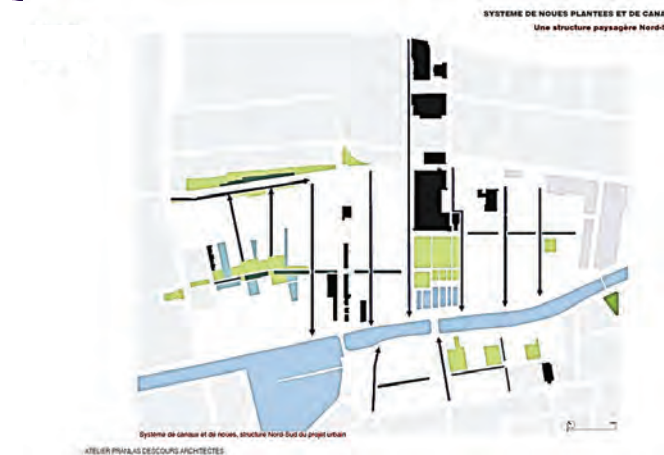 SYSTEME DE NOUES PLANTEES ET DE CANA
Une structure paysagère Nord-S
Système de canaux et de noues, structure Nord-Sud du projet urbain
ATELIER PRANLAS DESCOURS ARCHITECTES